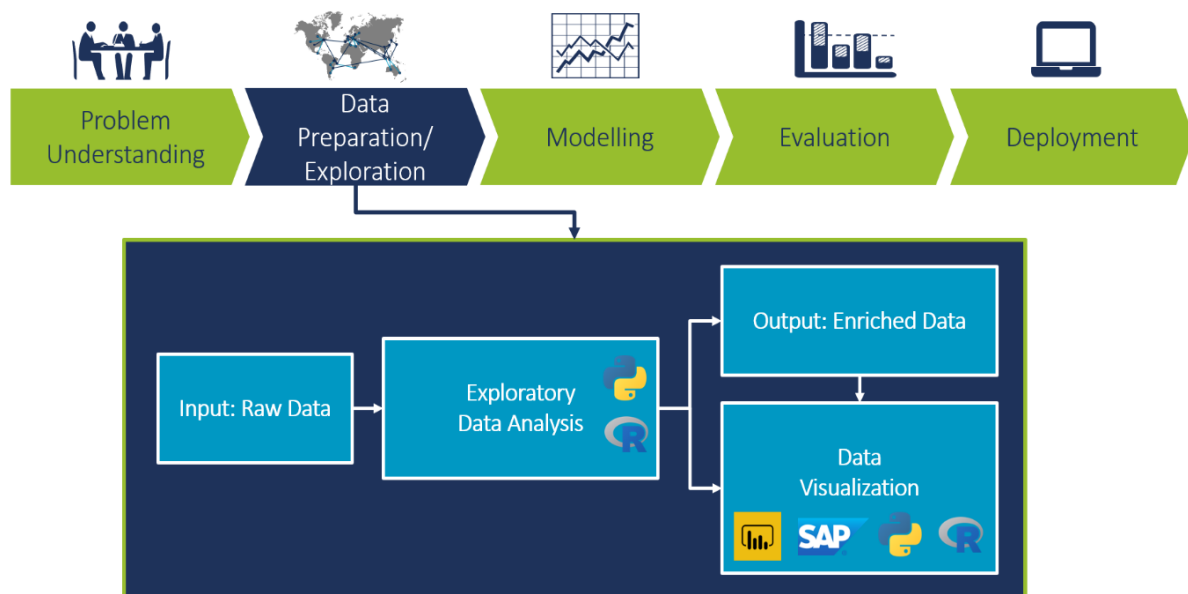 Problem
Understanding
Data
Preparation/
Exploration
Modelling
Evaluation
Deployment
Input: Raw Data
Exploratory
Data Analysis
Output: Enriched Data
Data
Visualization
SAP
R
R